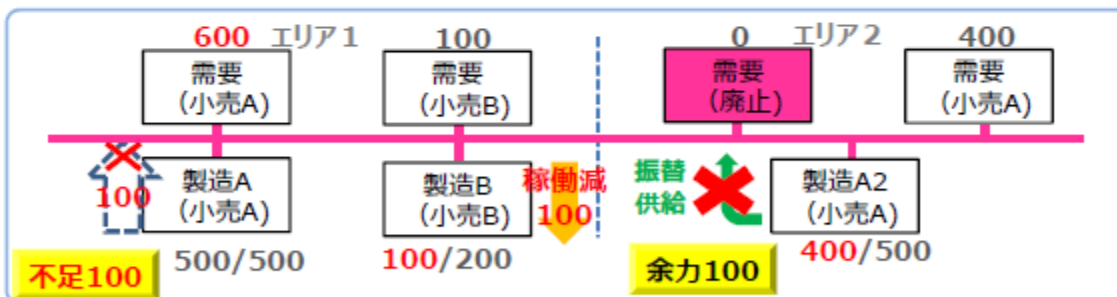 600 エリア1 100 0 エリア2 400
需要
(小売A)
需要
(小売B)
需要
(廃止)
需要
(小売A)
100
製造A
(小売A)
製造B
(小売B)
稼働減
100
振替
供給
製造A2
(小売A)
不足100
500/500
100/200
余力100
400/500